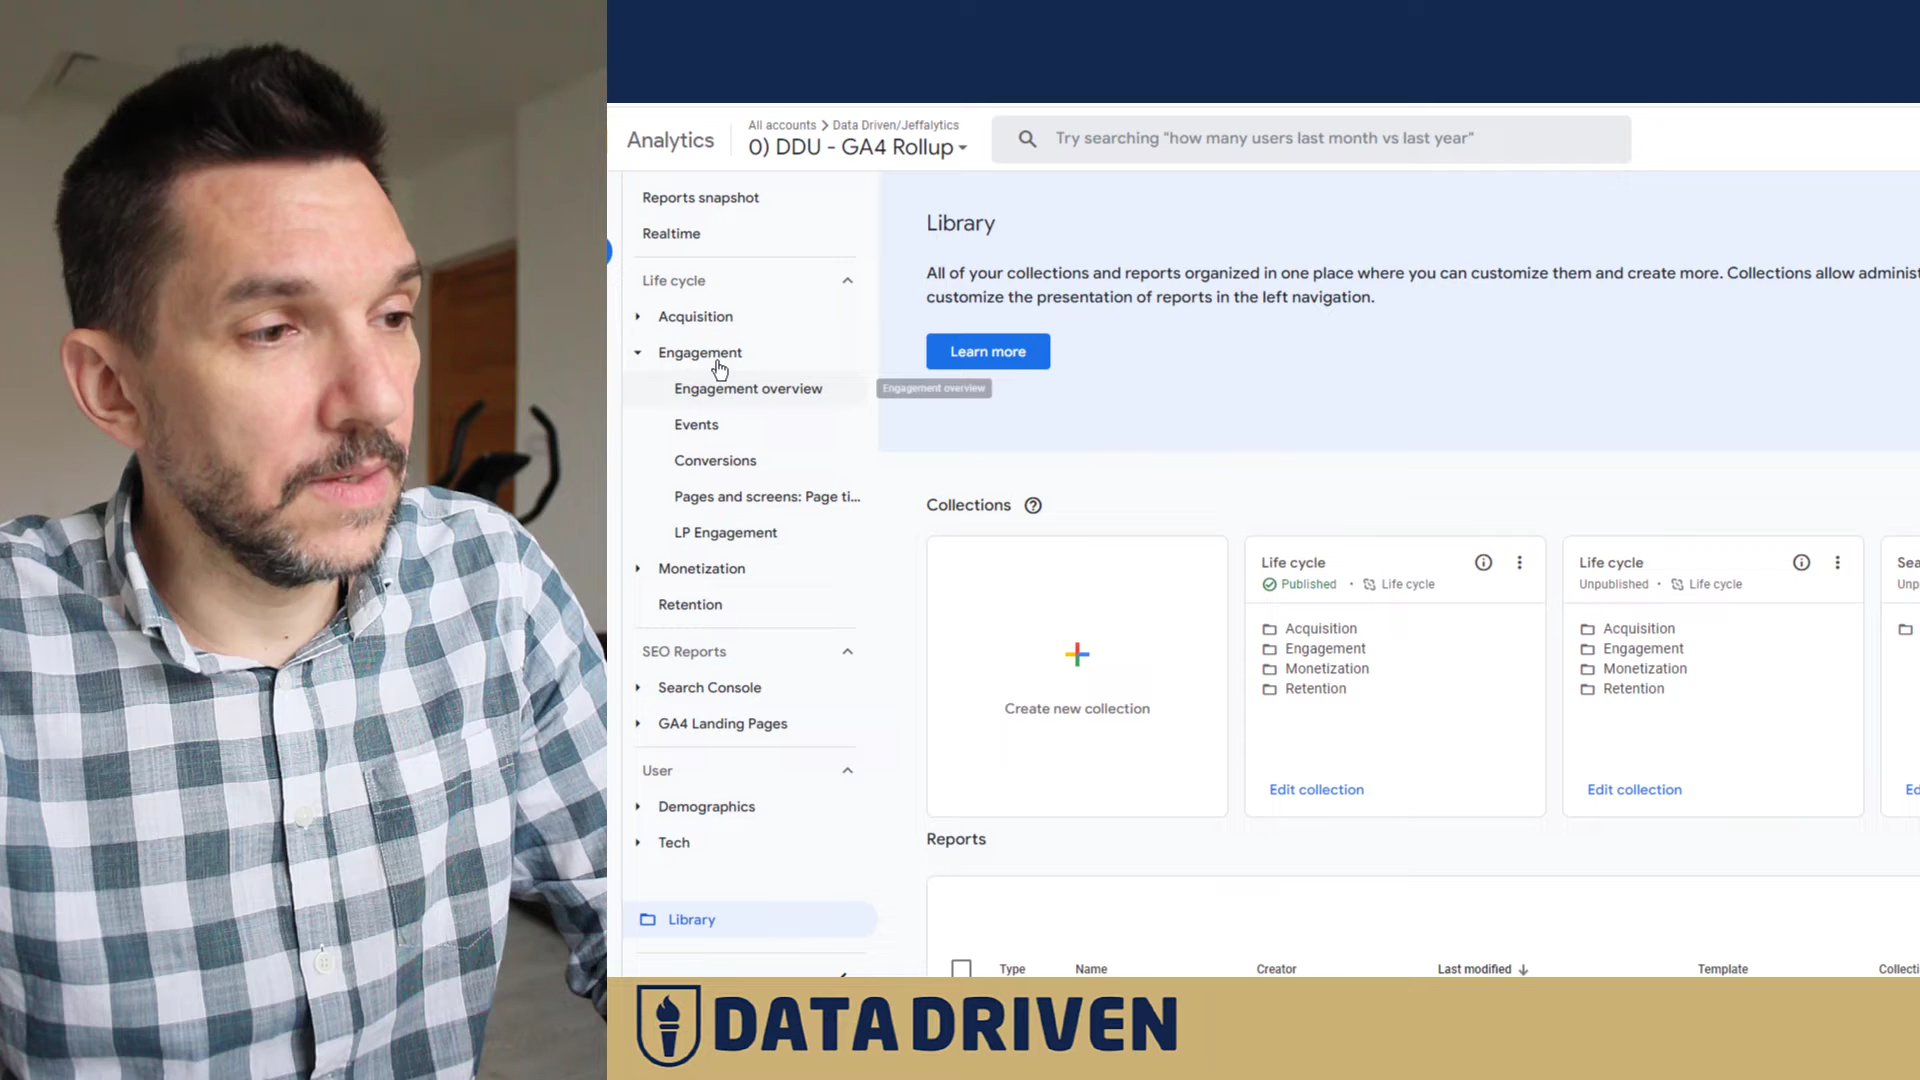 Analytics
All accounts > Data Driven/Jeffalytics
0) DDU - GA4 Rollup
Try searching "how many users last month vs last year"
Reports snapshot
Realtime
Life cycle
Acquisition
Engagement
Engagement overview
Events
Conversions
Pages and screens: Page ti...
LP Engagement
Monetization
Retention
SEO Reports
Search Console
GA4 Landing Pages
User
Demographics
Tech
Library
Library
All of your collections and reports organized in one place where you can customize them and create more. Collections allow administ
customize the presentation of reports in the left navigation.
Learn more
Engagement overview
Collections
Create new collection
Life cycle
Published · Life cycle
Acquisition
Engagement
Monetization
Retention
Edit collection
Life cycle
Unpublished · Life cycle
Acquisition
Engagement
Monetization
Retention
Edit collection
Sea
Unp
Ed
Reports
Type Name Creator Last modified Template Collecti
DATA DRIVEN